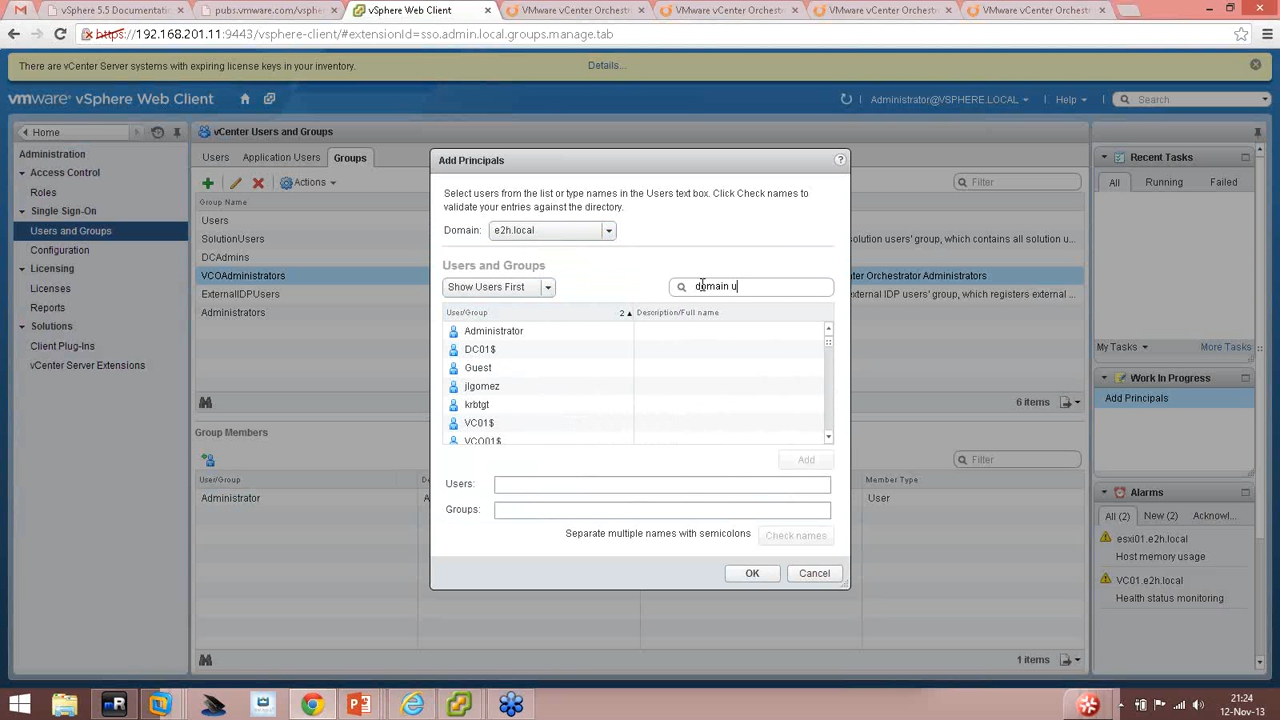 vSphere 5.5 Documentatio
pubs.vmware.com/vsphere
vSphere Web Client
VMware vCenter Orchestra
VMware vCenter Orchestra
VMware vCenter Orchestra
VMware vCenter Orchestra
https://192.168.201.11:9443/vsphere-client/#extensionId=sso.admin.local.groups.manage.tab
There are vCenter Server systems with expiring license keys in your inventory.
Details...
vmware vSphere Web Client
Administrator@VSPHERE.LOCAL
Help
Search
Home
Administration
Access Control
Roles
Single Sign-On
Users and Groups
Configuration
Licensing
Licenses
Reports
Solutions
Client Plug-Ins
vCenter Server Extensions
vCenter Users and Groups
Users
Application Users
Groups
Actions
Filter
Group Name
Users
SolutionUsers
olution users' group, which contains all solution u...
DCAdmins
VCOAdministrators
ter Orchestrator Administrators
ExternalIDPUsers
external IDP users' group, which registers external ...
Administrators
6 items
Group Members
Filter
User/Group
De
Member Type
Administrator
A
User
1 items
Add Principals
Select users from the list or type names in the Users text box. Click Check names to
validate your entries against the directory.
Domain:
e2h.local
Users and Groups
Show Users First
domain u
User/Group
2
Description/Full name
Administrator
DC01$
Guest
jlgomez
krbtgt
VC01$
VCO01$
Add
Users:
Groups:
Separate multiple names with semicolons
Check names
OK
Cancel
Recent Tasks
All
Running
Failed
My Tasks
More Tasks
Work In Progress
Add Principals
Alarms
All (2)
New (2)
Acknowl...
esxi01.e2h.local
Host memory usage
VC01.e2h.local
Health status monitoring
21:24
12-Nov-13